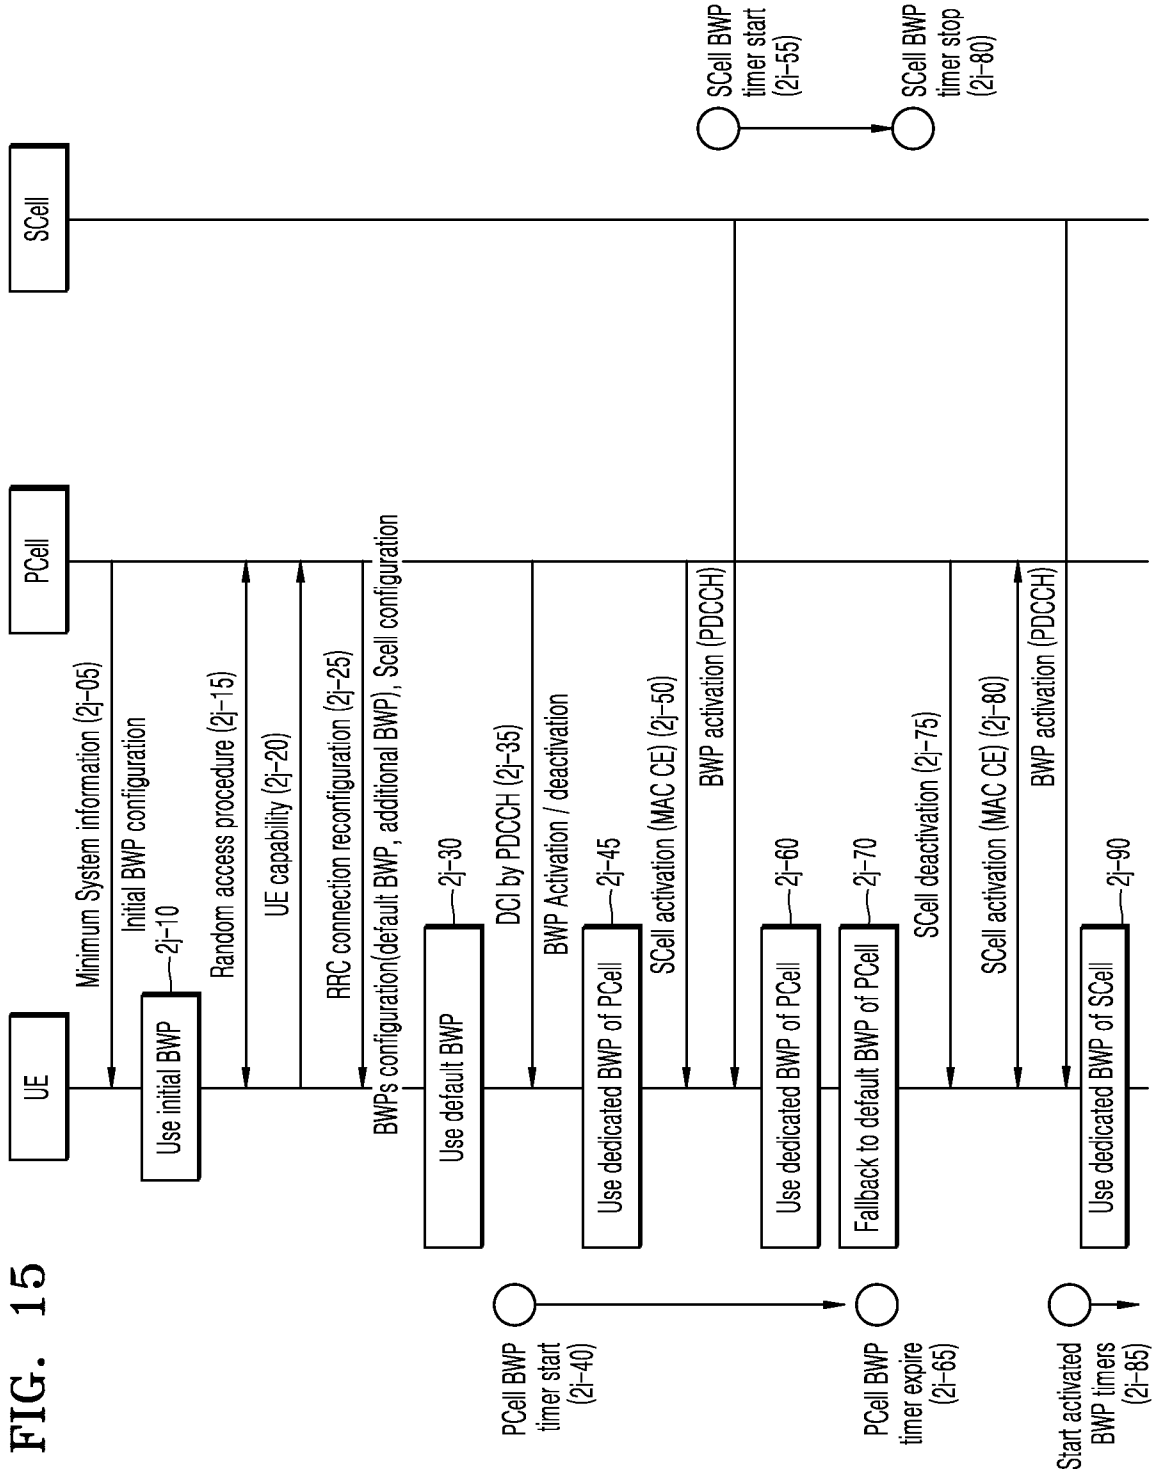 FIG. 15
UE
PCell
SCell
Minimum System information (2j-05)
Initial BWP configuration
Use initial BWP
2j-10
Random access procedure (2j-15)
UE capability (2j-20)
RRC connection reconfiguration (2j-25)
BWPs configuration(default BWP, additional BWP), Scell configuration
Use default BWP
2j-30
PCell BWP
timer start
(2i-40)
DCI by PDCCH (2j-35)
BWP Activation / deactivation
Use dedicated BWP of PCell
2j-45
SCell activation (MAC CE) (2j-50)
BWP activation (PDCCH)
SCell BWP
timer start
(2i-55)
Use dedicated BWP of PCell
2j-60
PCell BWP
timer expire
(2i-65)
Fallback to default BWP of PCell
2j-70
SCell BWP
timer stop
(2i-80)
SCell deactivation (2j-75)
SCell activation (MAC CE) (2j-80)
BWP activation (PDCCH)
Start activated
BWP timers
(2i-85)
Use dedicated BWP of SCell
2j-90